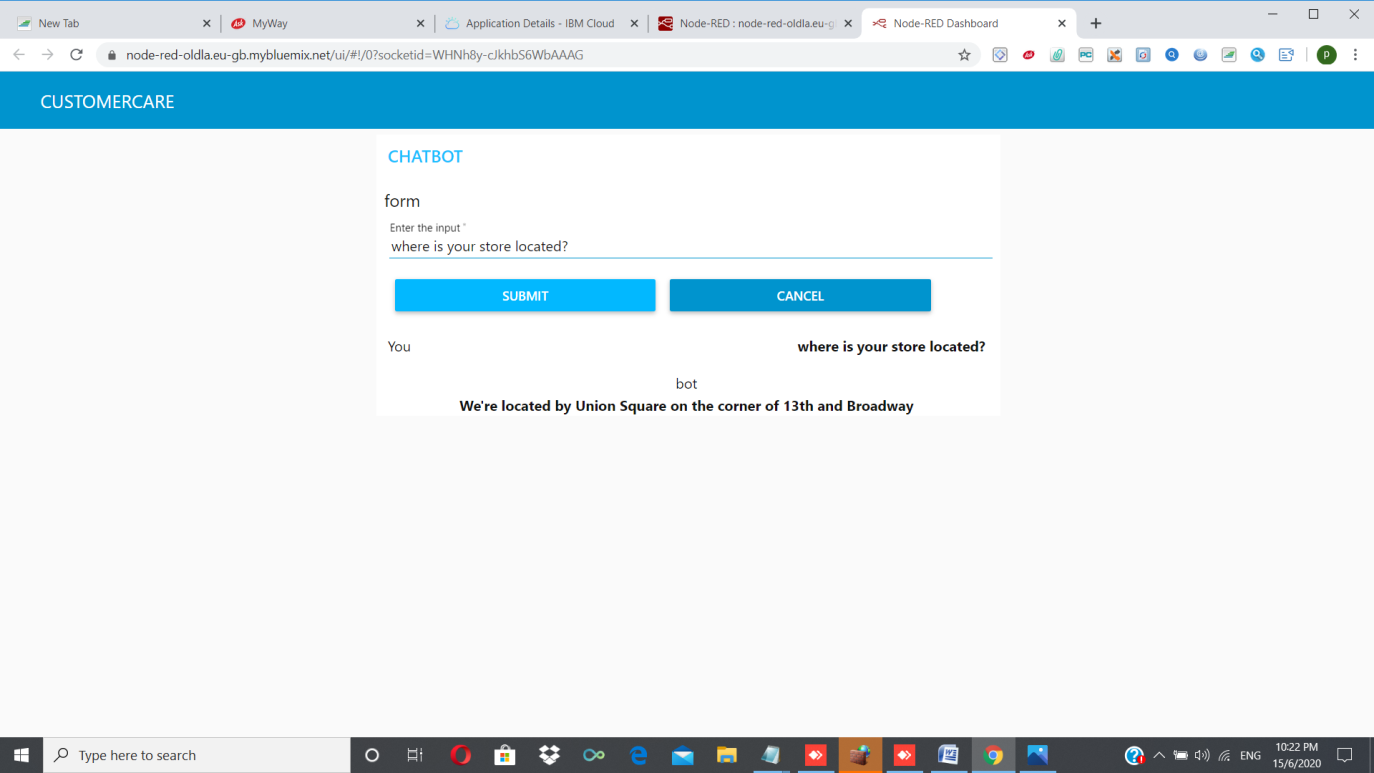 New Tab
MyWay
Application Details - IBM Cloud
Node-RED : node-red-oldla.eu-g
Node-RED Dashboard
node-red-oldla.eu-gb.mybluemix.net/ui/#!/0?socketid=WHNh8y-cJkhbS6WbAAAG
CUSTOMERCARE
CHATBOT
form
Enter the input *
where is your store located?
SUBMIT CANCEL
You where is your store located?
bot
We're located by Union Square on the corner of 13th and Broadway
Type here to search
ENG
10:22 PM
15/6/2020